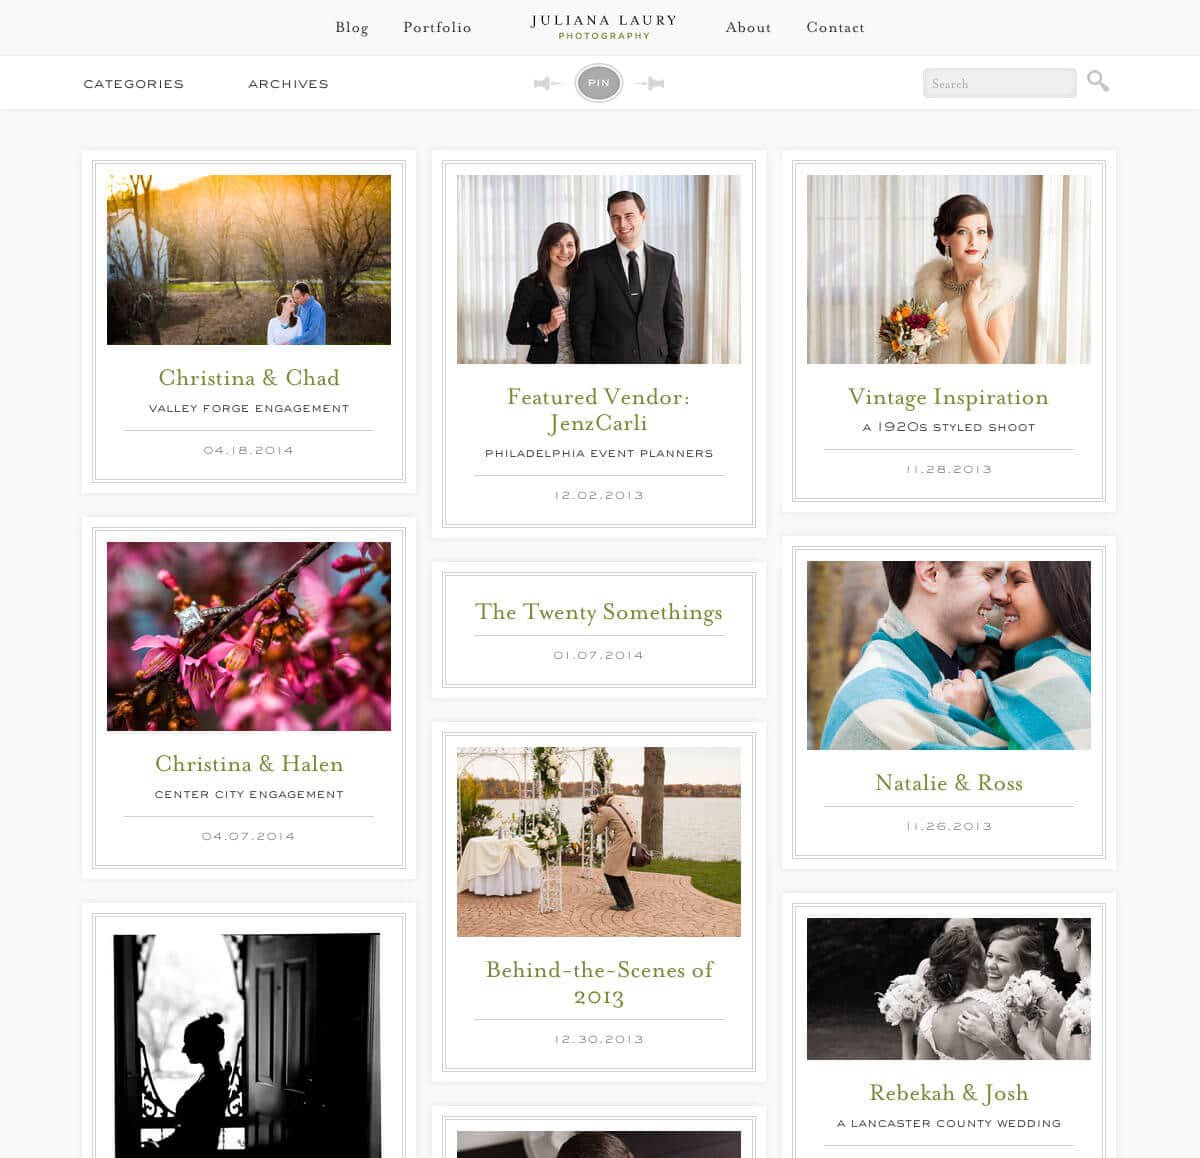 Blog
Portfolio
JULIANA LAURY
PHOTOGRAPHY
About
Contact
CATEGORIES
ARCHIVES
PIN
Search
Christina & Chad
VALLEY FORGE ENGAGEMENT
04.18.2014
Christina & Halen
CENTER CITY ENGAGEMENT
04.07.2014
Featured Vendor:
JenzCarli
PHILADELPHIA EVENT PLANNERS
12.02.2013
The Twenty Somethings
01.07.2014
Behind-the-Scenes of
2013
12.30.2013
Vintage Inspiration
A 1920S STYLED SHOOT
11.28.2013
Natalie & Ross
11.26.2013
Rebekah & Josh
A LANCASTER COUNTY WEDDING